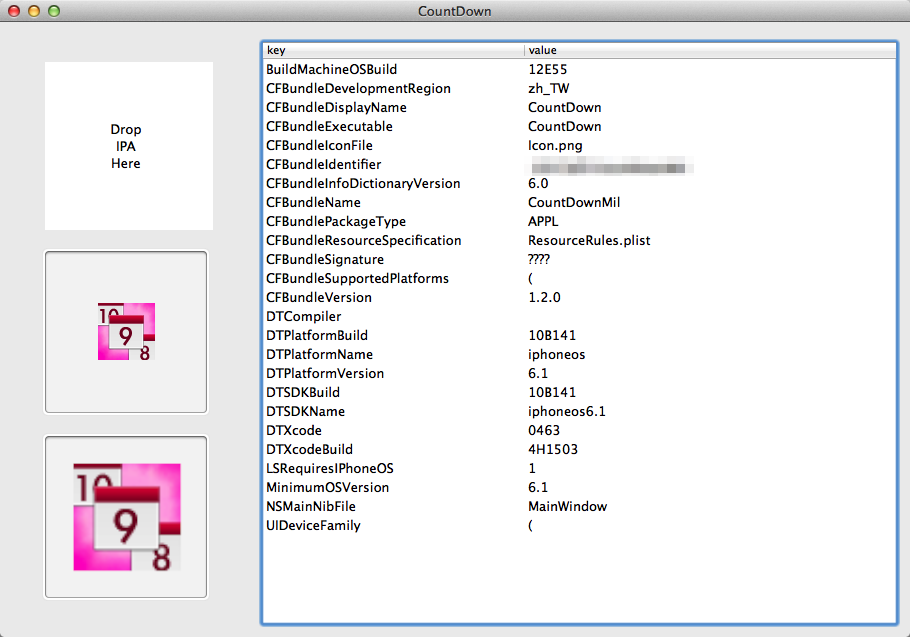 CountDown
Drop
IPA
Here
10
9
8
10
9
8
key value
BuildMachineOSBuild 12E55
CFBundleDevelopmentRegion zh_TW
CFBundleDisplayName CountDown
CFBundleExecutable CountDown
CFBundleIconFile Icon.png
CFBundleIdentifier
CFBundleInfoDictionaryVersion 6.0
CFBundleName CountDownMil
CFBundlePackageType APPL
CFBundleResourceSpecification ResourceRules.plist
CFBundleSignature ????
CFBundleSupportedPlatforms (
CFBundleVersion 1.2.0
DTCompiler
DTPlatformBuild 10B141
DTPlatformName iphoneos
DTPlatformVersion 6.1
DTSDKBuild 10B141
DTSDKName iphoneos6.1
DTXcode 0463
DTXcodeBuild 4H1503
LSRequiresIPhoneOS 1
MinimumOSVersion 6.1
NSMainNibFile MainWindow
UIDeviceFamily (